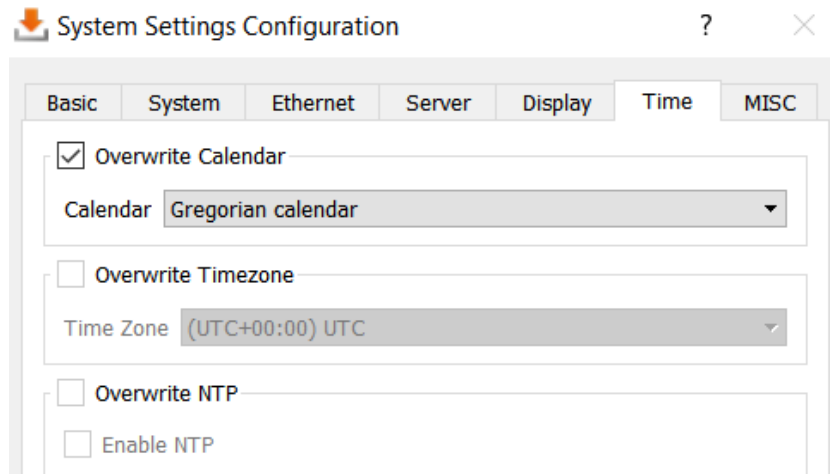 System Settings Configuration ?
Basic System Ethernet Server Display Time MISC
Overwrite Calendar
Calendar Gregorian calendar
Overwrite Timezone
Time Zone (UTC+00:00) UTC
Overwrite NTP
Enable NTP